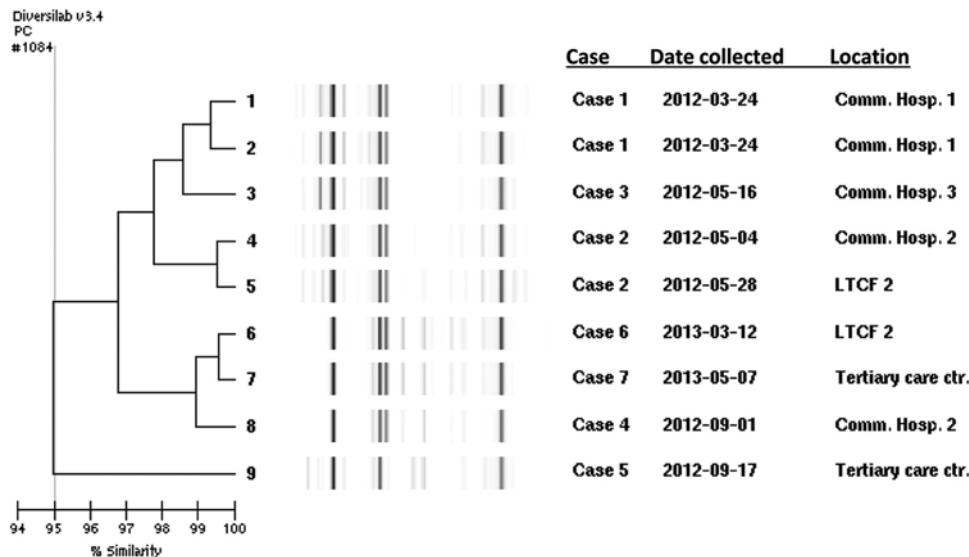 Diversilab v3.4
PC
#1084
Case Date collected Location
1 Case 1 2012-03-24 Comm. Hosp. 1
2 Case 1 2012-03-24 Comm. Hosp. 1
3 Case 3 2012-05-16 Comm. Hosp. 3
4 Case 2 2012-05-04 Comm. Hosp. 2
5 Case 2 2012-05-28 LTCF 2
6 Case 6 2013-03-12 LTCF 2
7 Case 7 2013-05-07 Tertiary care ctr.
8 Case 4 2012-09-01 Comm. Hosp. 2
9 Case 5 2012-09-17 Tertiary care ctr.
94 95 96 97 98 99 100
% Similarity